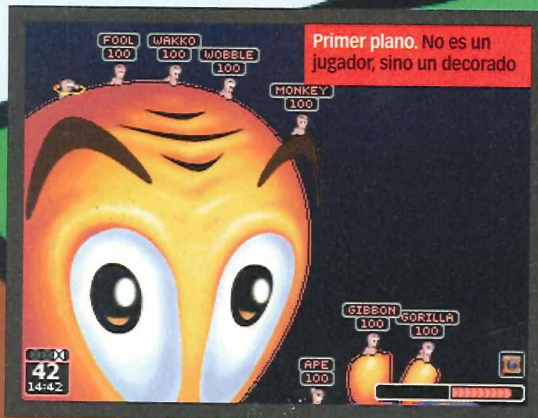 Primer plano. No es un
jugador, sino un decorado
FOOL
100
WAKKO
100
WOBBLE
100
MONKEY
100
GIBBON
100
GORILLA
100
APE
100
42
14:42